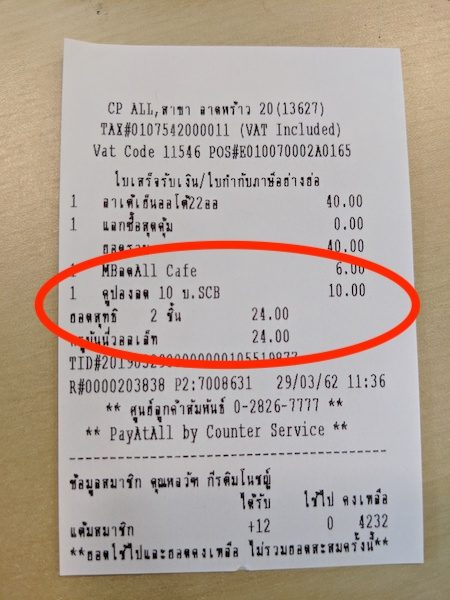 CP ALL,สาขา ลาดพร้าว 20(13627)
TAX#0107542000011 (VAT Included)
Vat Code 11546 POS#E010070002A0165
ใบเสร็จรับเงิน/ใบกำกับภาษีอย่างย่อ
1 ลาเต้เย็นออโต้22ออ 40.00
1 แลกซื้อสุดคุ้ม 0.00
ยอดรวม 40.00
1 MBลดAll Cafe 6.00
1 คูปองลด 10 บ.SCB 10.00
ยอดสุทธิ 2 ชิ้น 24.00
ทรูมันนี่วอลเล็ท 24.00
R#0000203838 P2:7008631 29/03/62 11:36
** ศูนย์ลูกค้าสัมพันธ์ 0-2826-7777 **
** PayAtAll by Counter Service **
ข้อมูลสมาชิก คุณ
ได้รับ ใช้ไป คงเหลือ
แต้มสมาชิก +12 0 4232
**ยอดใช้ไปและยอดคงเหลือ ไม่รวมยอดสะสมครั้งนี้**